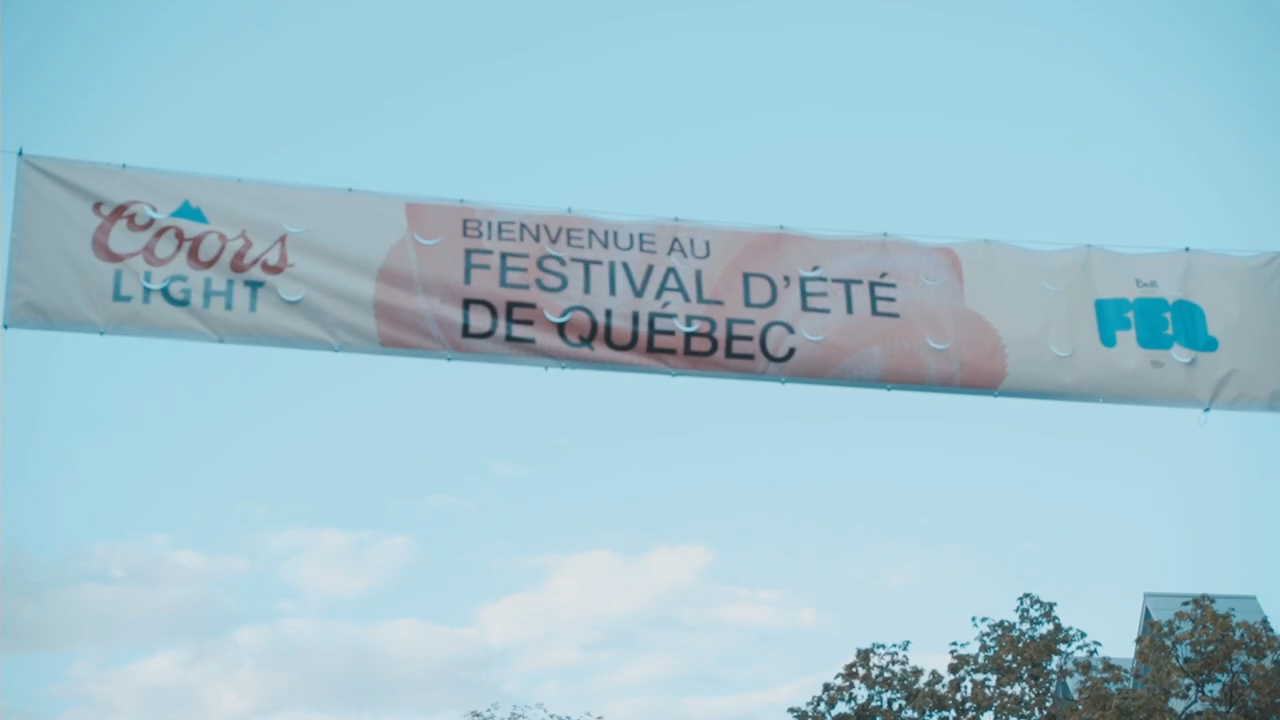 Coors
LIGHT
BIENVENUE AU
FESTIVAL D'ÉTÉ
DE QUÉBEC
Bell
FEQ